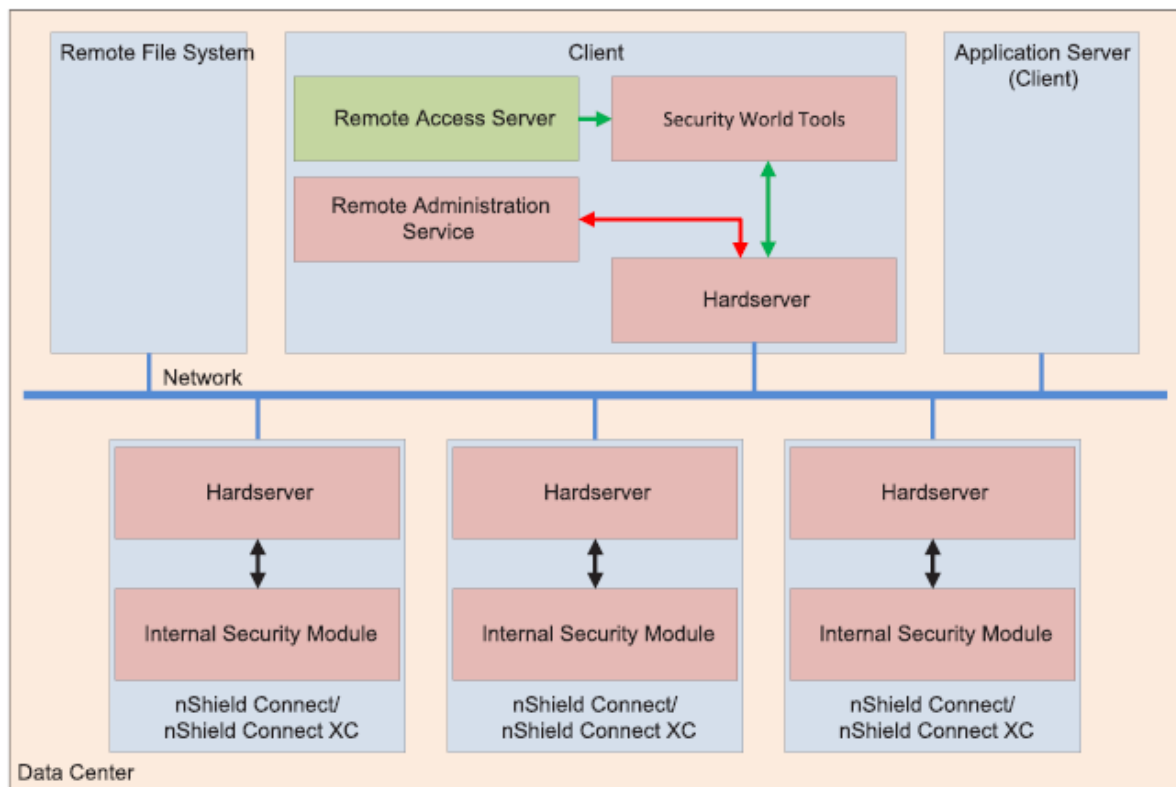 Remote File System
Client
Application Server
(Client)
Remote Access Server
Security World Tools
Remote Administration
Service
Hardserver
Network
Hardserver
Hardserver
Hardserver
Internal Security Module
Internal Security Module
Internal Security Module
nShield Connect/
nShield Connect XC
nShield Connect/
nShield Connect XC
nShield Connect/
nShield Connect XC
Data Center